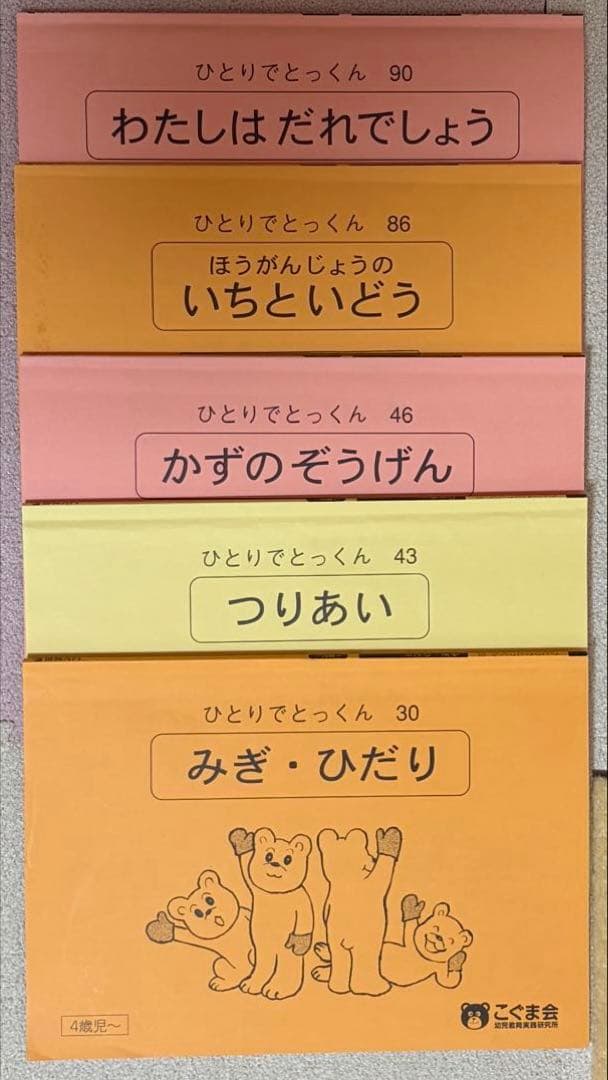 ひとりでとっくん 90
わたしは だれでしょう
ひとりでとっくん 86
ほうがんじょうの
いちといどう
ひとりでとっくん 46
かずの ぞうげん
ひとりでとっくん 43
つりあい
ひとりでとっくん 30
みぎ・ひだり
4歳児〜
こぐま会
幼児教育実践研究所